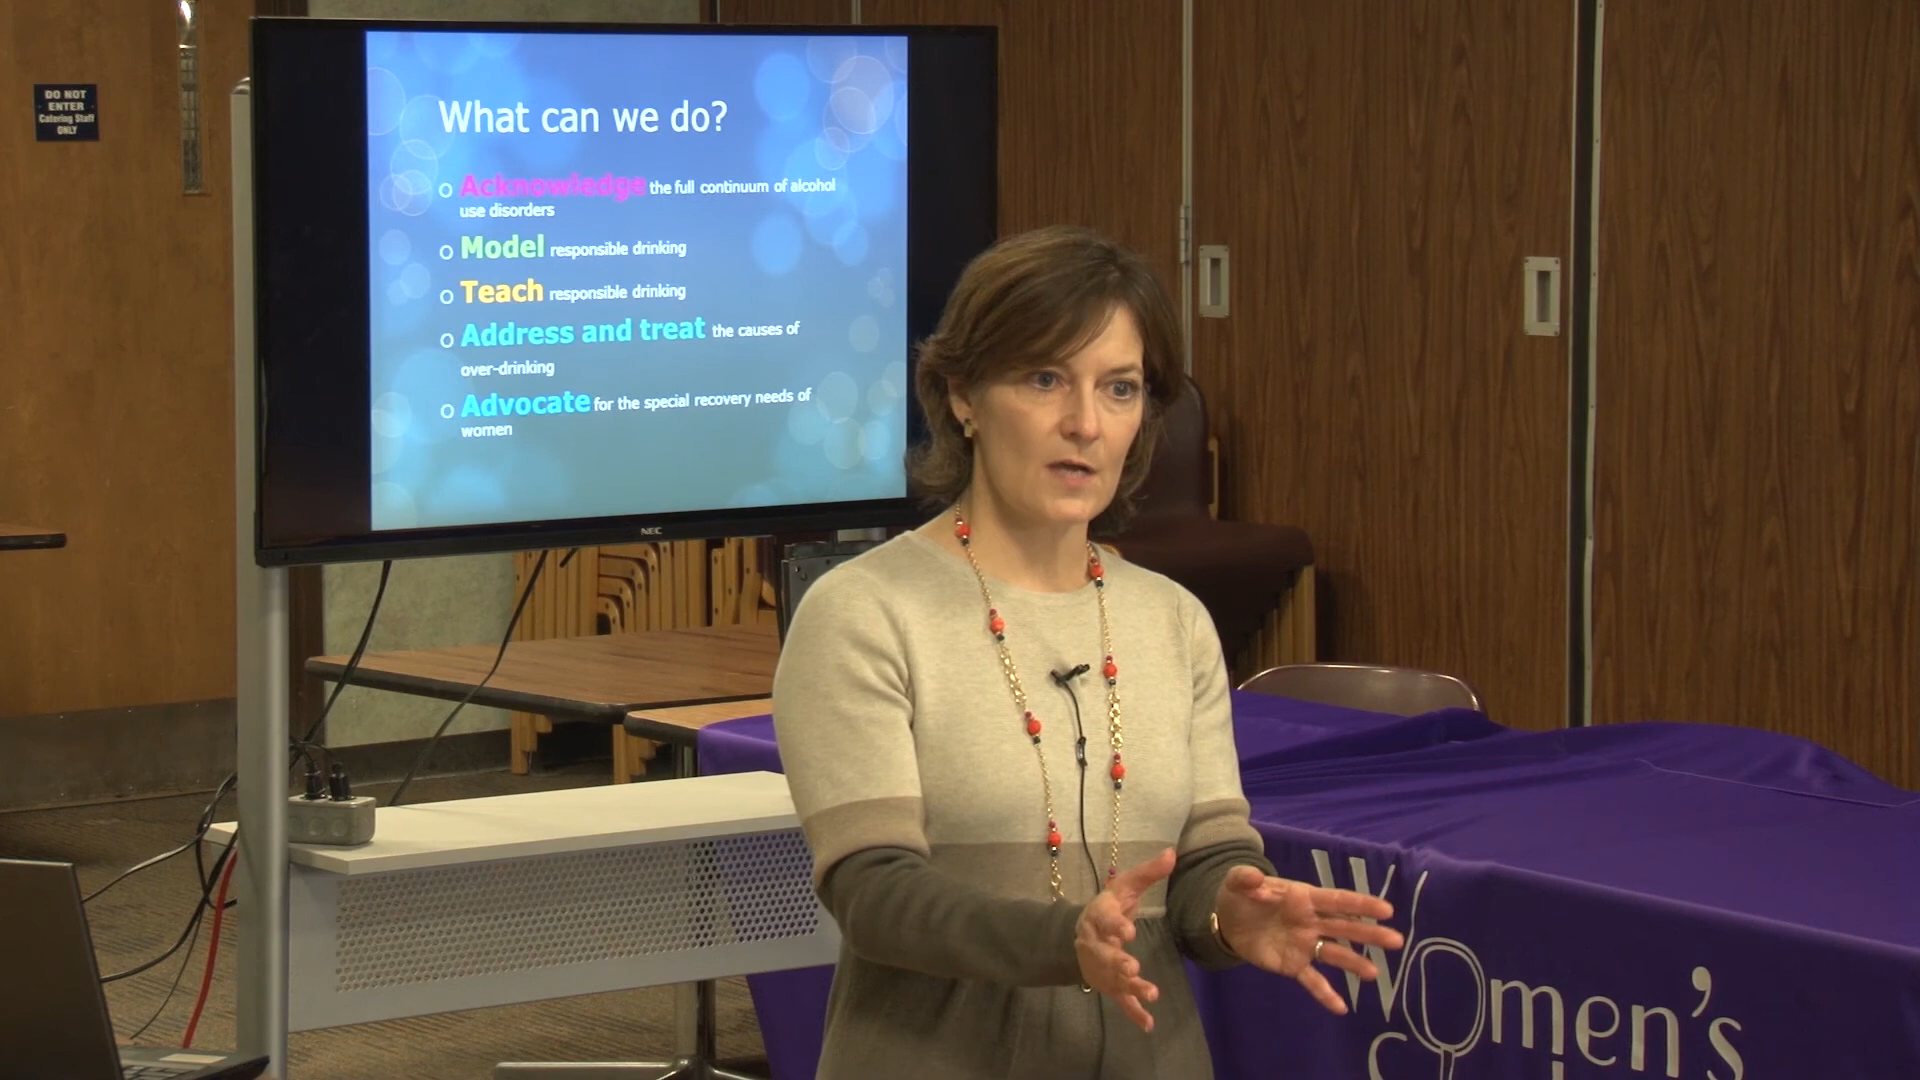 DO NOT
ENTER
Catering Staff
ONLY
What can we do?
o Acknowledge the full continuum of alcohol
use disorders
o Model responsible drinking
o Teach responsible drinking
o Address and treat the causes of
over-drinking
o Advocate for the special recovery needs of
women
NEC
Women's